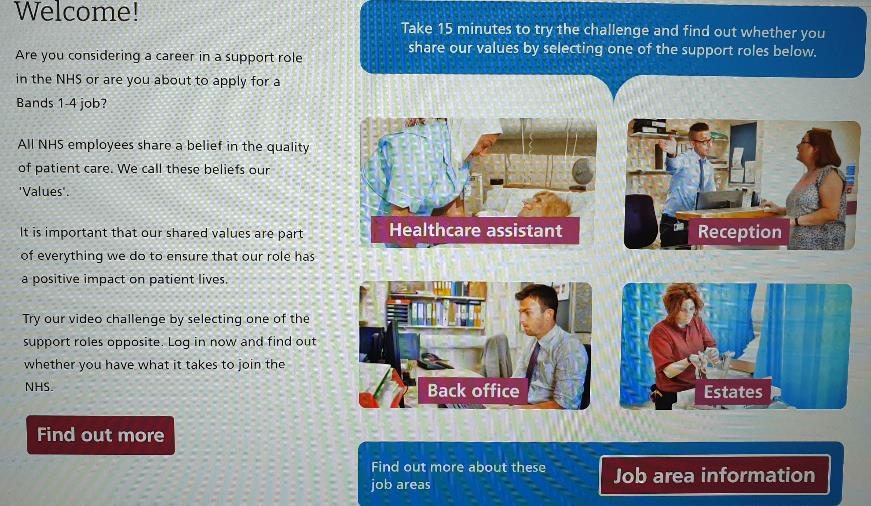 Welcome!
Are you considering a career in a support role
in the NHS or are you about to apply for a
Bands 1-4 job?
All NHS employees share a belief in the quality
of patient care. We call these beliefs our
'Values'.
It is important that our shared values are part
of everything we do to ensure that our role has
a positive impact on patient lives.
Try our video challenge by selecting one of the
support roles opposite. Log in now and find out
whether you have what it takes to join the
NHS.
Find out more
Take 15 minutes to try the challenge and find out whether you
share our values by selecting one of the support roles below.
Healthcare assistant
Reception
Back office
Estates
Find out more about these
job areas
Job area information